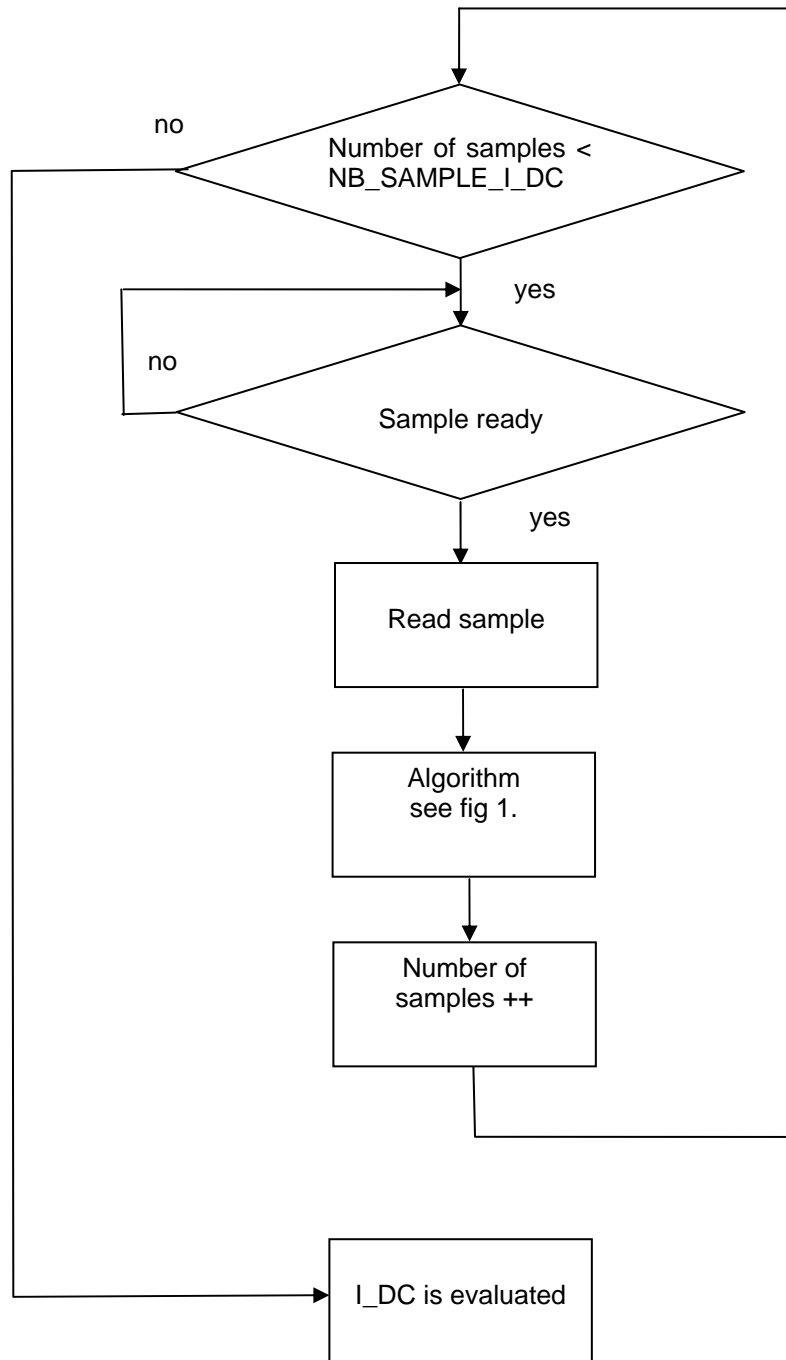 no
Number of samples <
NB_SAMPLE_I_DC
yes
no
Sample ready
yes
Read sample
Algorithm
see fig 1.
Number of
samples ++
I_DC is evaluated